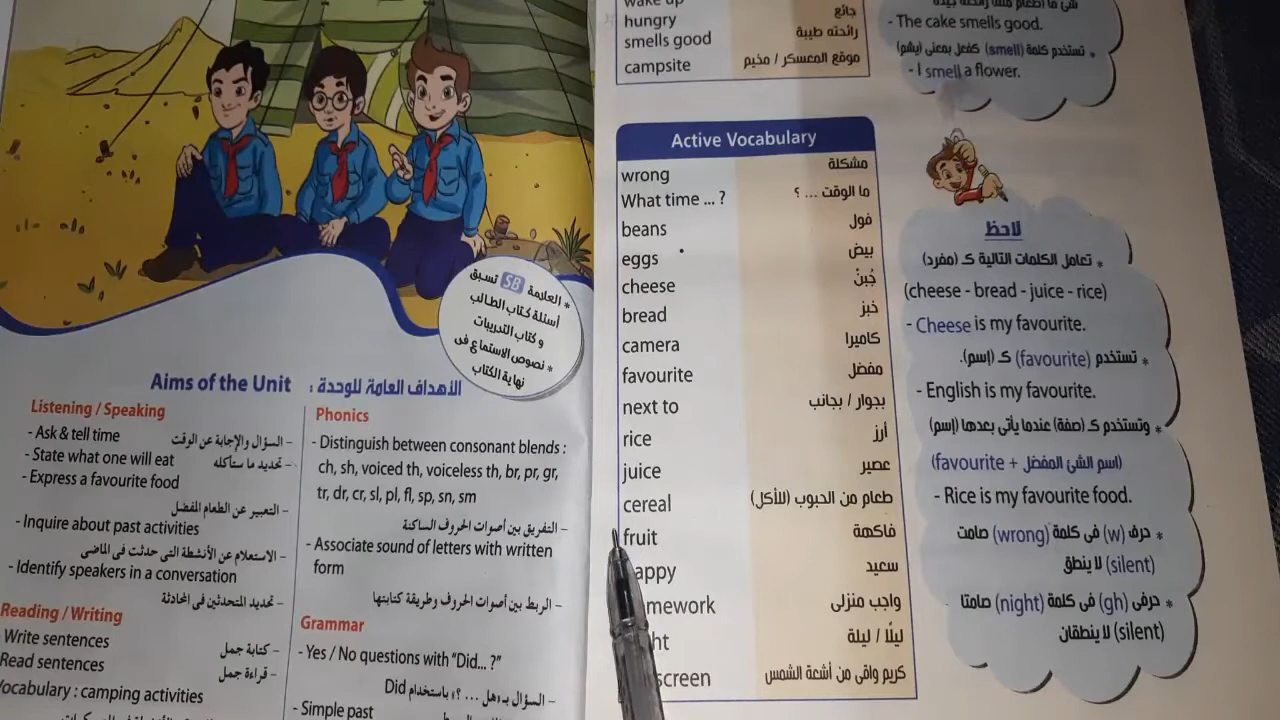 * العلامة SB تسبق
أسئلة كتاب الطالب
و كتاب التدريبات
* نصوص الاستماع فى
نهاية الكتاب
Aims of the Unit الأهداف العامة للوحدة :
Listening / Speaking
- Ask & tell time - السؤال والإجابة عن الوقت
- State what one will eat - تحديد ما ستأكله
- Express a favourite food
- التعبير عن الطعام المفضل
- Inquire about past activities
- الاستعلام عن الأنشطة التى حدثت فى الماضى
- Identify speakers in a conversation
- تحديد المتحدثين فى المحادثة
Reading / Writing
Write sentences - كتابة جمل
Read sentences - قراءة جمل
Vocabulary : camping activities
Phonics
- Distinguish between consonant blends :
ch, sh, voiced th, voiceless th, br, pr, gr,
tr, dr, cr, sl, pl, fl, sp, sn, sm
- التفريق بين أصوات الحروف الساكنة
- Associate sound of letters with written
form
- الربط بين أصوات الحروف وطريقة كتابتها
Grammar
- Yes / No questions with “Did... ?”
- السؤال بـ «هل ... ؟» باستخدام Did
- Simple past
wake up
hungry جائع
smells good رائحته طيبة
campsite موقع المعسكر / مخيم
Active Vocabulary
wrong مشكلة
What time ... ? ما الوقت ... ؟
beans فول
eggs بيض
cheese جُبنْ
bread خبز
camera كاميرا
favourite مفضل
next to بجوار / بجانب
rice أرز
juice عصير
cereal طعام من الحبوب (للأكل)
fruit فاكهة
appy سعيد
mework واجب منزلى
ht ليلًا / ليلة
screen كريم واقى من أشعة الشمس
- The cake smells good.
* تستخدم كلمة (smell) كفعل بمعنى (يشم)
- I smell a flower.
لاحظ
* تعامل الكلمات التالية كـ (مفرد)
(cheese - bread - juice - rice)
- Cheese is my favourite.
* تستخدم (favourite) كـ (إسم).
- English is my favourite.
* وتستخدم كـ (صفة) عندما يأتى بعدها (إسم)
(favourite + اسم الشئ المفضل)
- Rice is my favourite food.
* حرف (w) فى كلمة (wrong) صامت
(silent) لا ينطق
* حرفى (gh) فى كلمة (night) صامتا
(silent) لا ينطقان